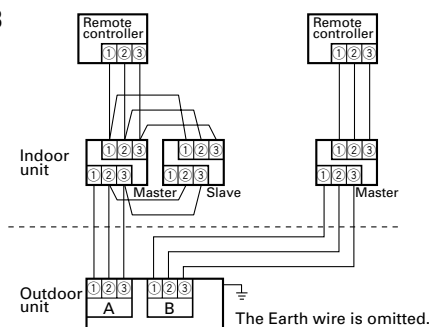 3
Remote controller
①②③
Remote controller
①②③
Indoor unit
①②③
①②③
①②③
①②③
Master
Slave
①②③
①②③
Master
Outdoor unit
①②③
A
①②③
B
The Earth wire is omitted.